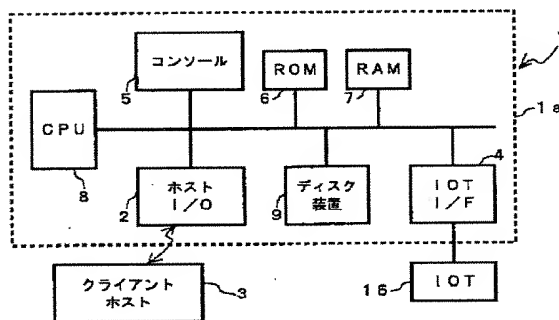 コンソール
5
ROM
6
RAM
7
1a
CPU
8
ホスト
I/O
2
ディスク
装置
9
IOT
I/F
4
クライアント
ホスト
3
IOT
16